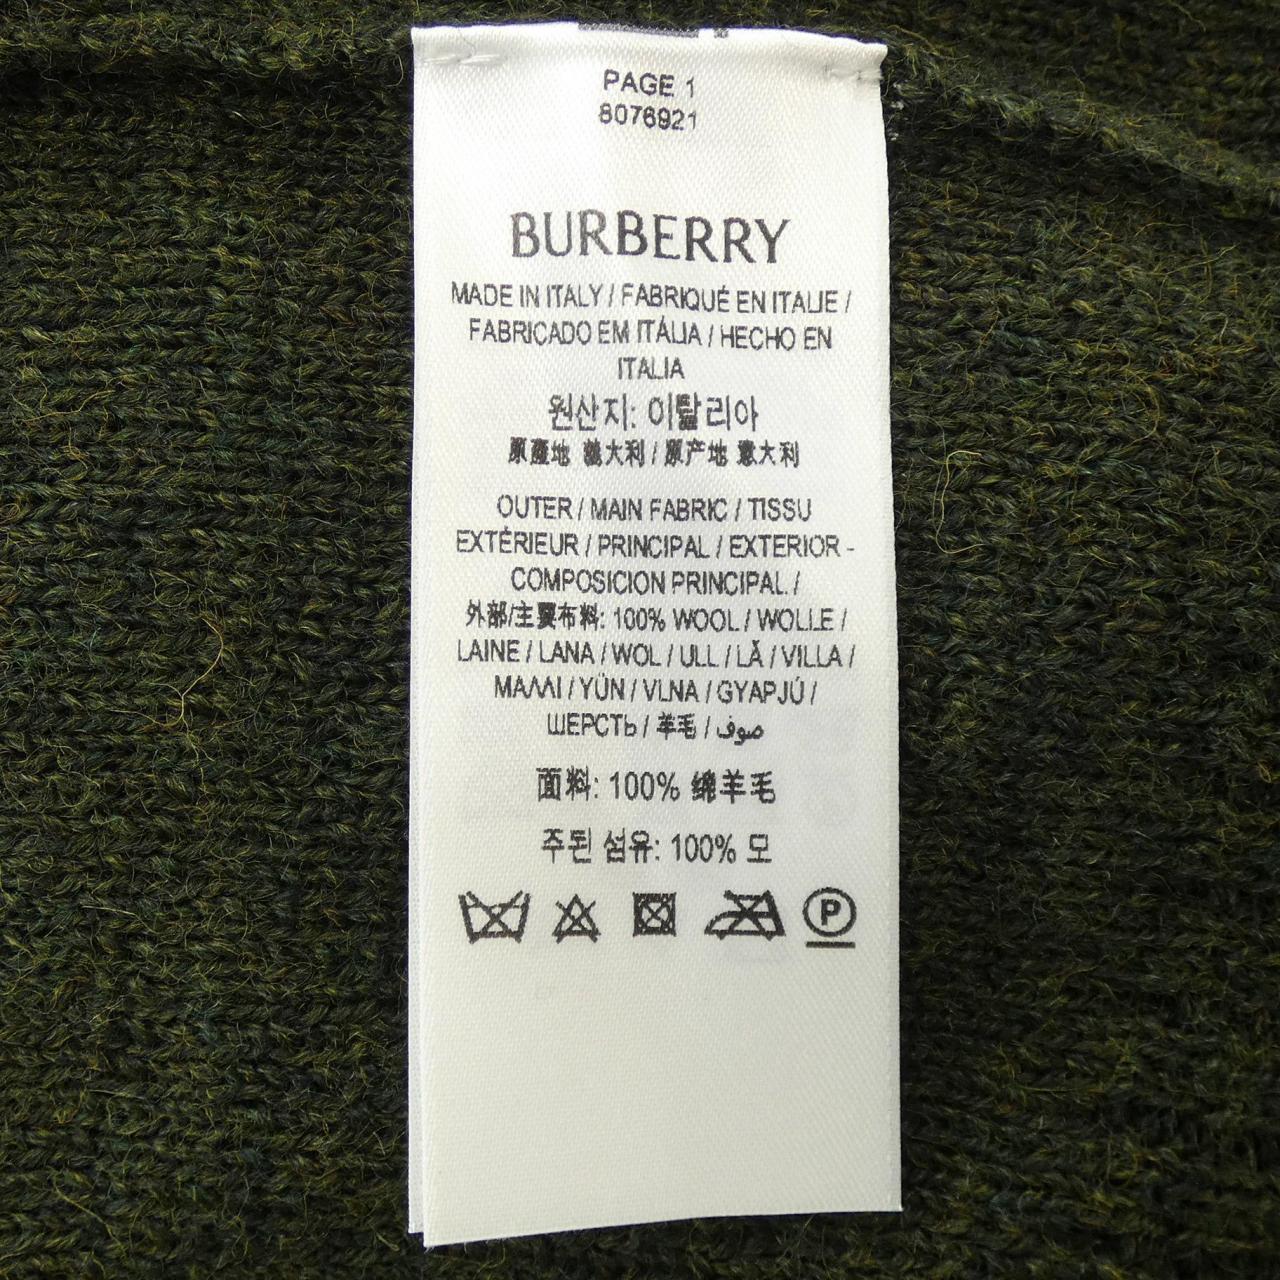 PAGE 1
8076921
BURBERRY
MADE IN ITALY / FABRIQUÉ EN ITALIE /
FABRICADO EM ITÁLIA / HECHO EN
ITALIA
원산지: 이탈리아
原產地 義大利 / 原产地 意大利
OUTER / MAIN FABRIC / TISSU
EXTÉRIEUR / PRINCIPAL / EXTERIOR -
COMPOSICION PRINCIPAL /
外部/主要布料: 100% WOOL / WOLLE /
LAINE / LANA / WOL / ULL / LÃ / VILLA /
ΜΑΛΛΙ / YÜN / VLNA / GYAPJÚ /
ШЕРСТЬ / 羊毛 / صوف
面料: 100% 绵羊毛
주된 섬유: 100% 모
P